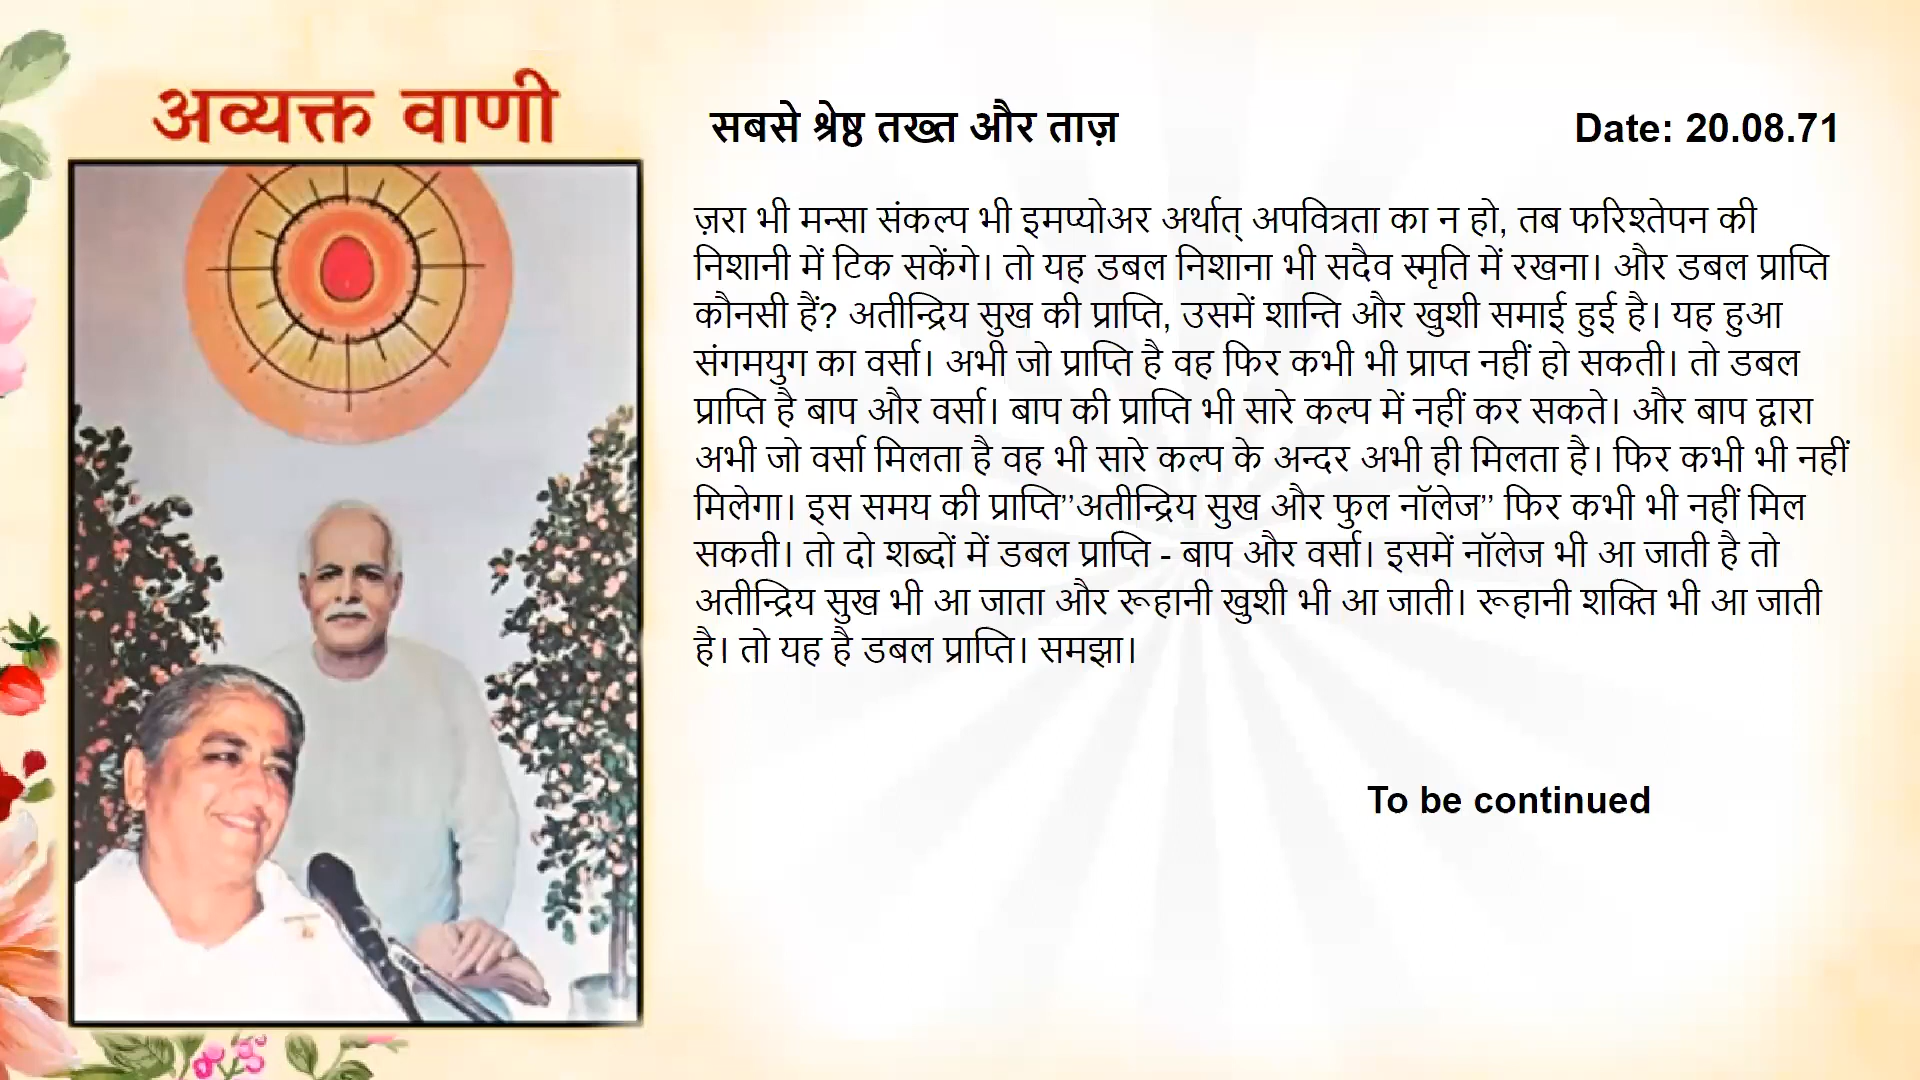 अव्यक्त वाणी
सबसे श्रेष्ठ तख्त और ताज़
Date: 20.08.71
ज़रा भी मन्सा संकल्प भी इमप्योअर अर्थात् अपवित्रता का न हो, तब फरिश्तेपन की
निशानी में टिक सकेंगे। तो यह डबल निशाना भी सदैव स्मृति में रखना। और डबल प्राप्ति
कौनसी हैं? अतीन्द्रिय सुख की प्राप्ति, उसमें शान्ति और खुशी समाई हुई है। यह हुआ
संगमयुग का वर्सा। अभी जो प्राप्ति है वह फिर कभी भी प्राप्त नहीं हो सकती। तो डबल
प्राप्ति है बाप और वर्सा। बाप की प्राप्ति भी सारे कल्प में नहीं कर सकते। और बाप द्वारा
अभी जो वर्सा मिलता है वह भी सारे कल्प के अन्दर अभी ही मिलता है। फिर कभी भी नहीं
मिलेगा। इस समय की प्राप्ति’’अतीन्द्रिय सुख और फुल नॉलेज’’ फिर कभी भी नहीं मिल
सकती। तो दो शब्दों में डबल प्राप्ति - बाप और वर्सा। इसमें नॉलेज भी आ जाती है तो
अतीन्द्रिय सुख भी आ जाता और रूहानी खुशी भी आ जाती। रूहानी शक्ति भी आ जाती
है। तो यह है डबल प्राप्ति। समझा।
To be continued